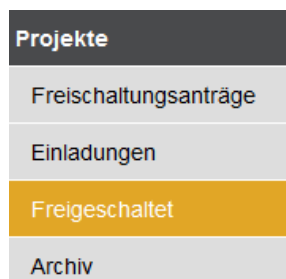 Projekte
Freischaltungsanträge
Einladungen
Freigeschaltet
Archiv